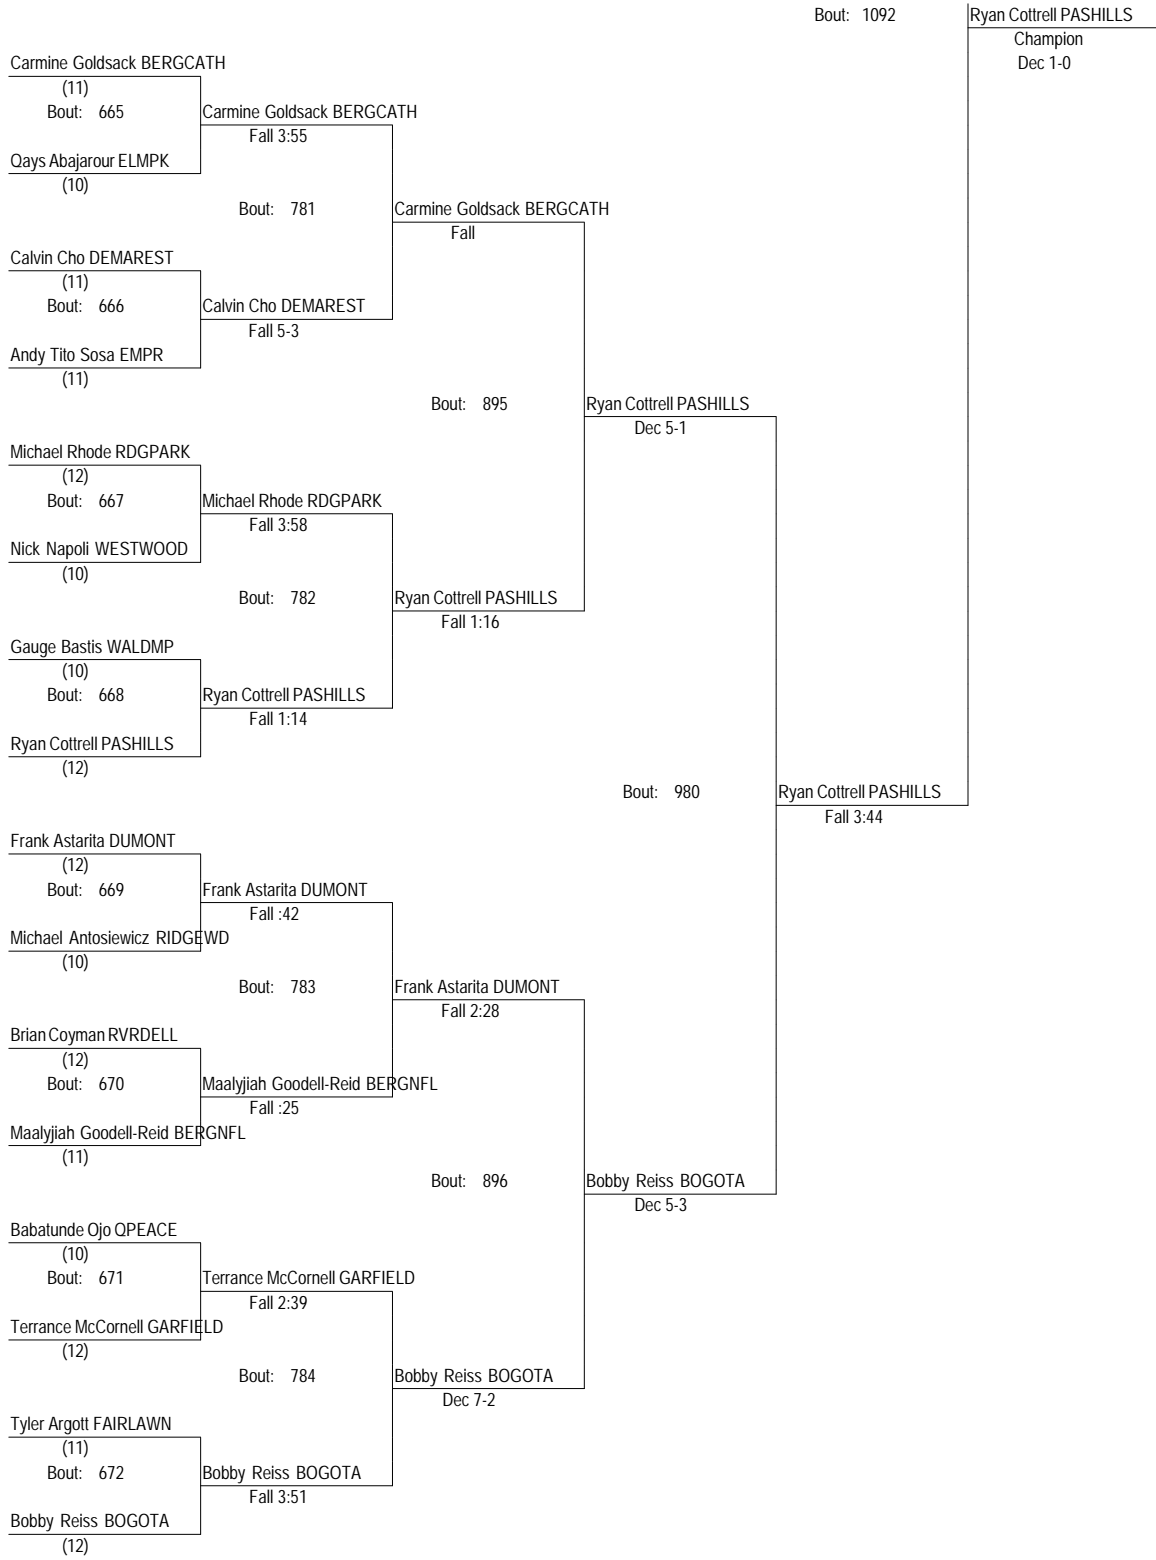 Bout: 1092 Ryan Cottrell PASHILLS
Champion
Carmine Goldsack BERGCATH Dec 1-0
(11)
Bout: 665 Carmine Goldsack BERGCATH
Fall 3:55
Qays Abajarour ELMPK
(10)
Bout: 781 Carmine Goldsack BERGCATH
Fall
Calvin Cho DEMAREST
(11)
Bout: 666 Calvin Cho DEMAREST
Fall 5-3
Andy Tito Sosa EMPR
(11)
Bout: 895 Ryan Cottrell PASHILLS
Dec 5-1
Michael Rhode RDGPARK
(12)
Bout: 667 Michael Rhode RDGPARK
Fall 3:58
Nick Napoli WESTWOOD
(10)
Bout: 782 Ryan Cottrell PASHILLS
Fall 1:16
Gauge Bastis WALDMP
(10)
Bout: 668 Ryan Cottrell PASHILLS
Fall 1:14
Ryan Cottrell PASHILLS
(12)
Bout: 980 Ryan Cottrell PASHILLS
Fall 3:44
Frank Astarita DUMONT
(12)
Bout: 669 Frank Astarita DUMONT
Fall :42
Michael Antosiewicz RIDGEWD
(10)
Bout: 783 Frank Astarita DUMONT
Fall 2:28
Brian Coyman RVRDELL
(12)
Bout: 670 Maalyjiah Goodell-Reid BERGNFL
Fall :25
Maalyjiah Goodell-Reid BERGNFL
(11)
Bout: 896 Bobby Reiss BOGOTA
Dec 5-3
Babatunde Ojo QPEACE
(10)
Bout: 671 Terrance McCornell GARFIELD
Fall 2:39
Terrance McCornell GARFIELD
(12)
Bout: 784 Bobby Reiss BOGOTA
Dec 7-2
Tyler Argott FAIRLAWN
(11)
Bout: 672 Bobby Reiss BOGOTA
Fall 3:51
Bobby Reiss BOGOTA
(12)